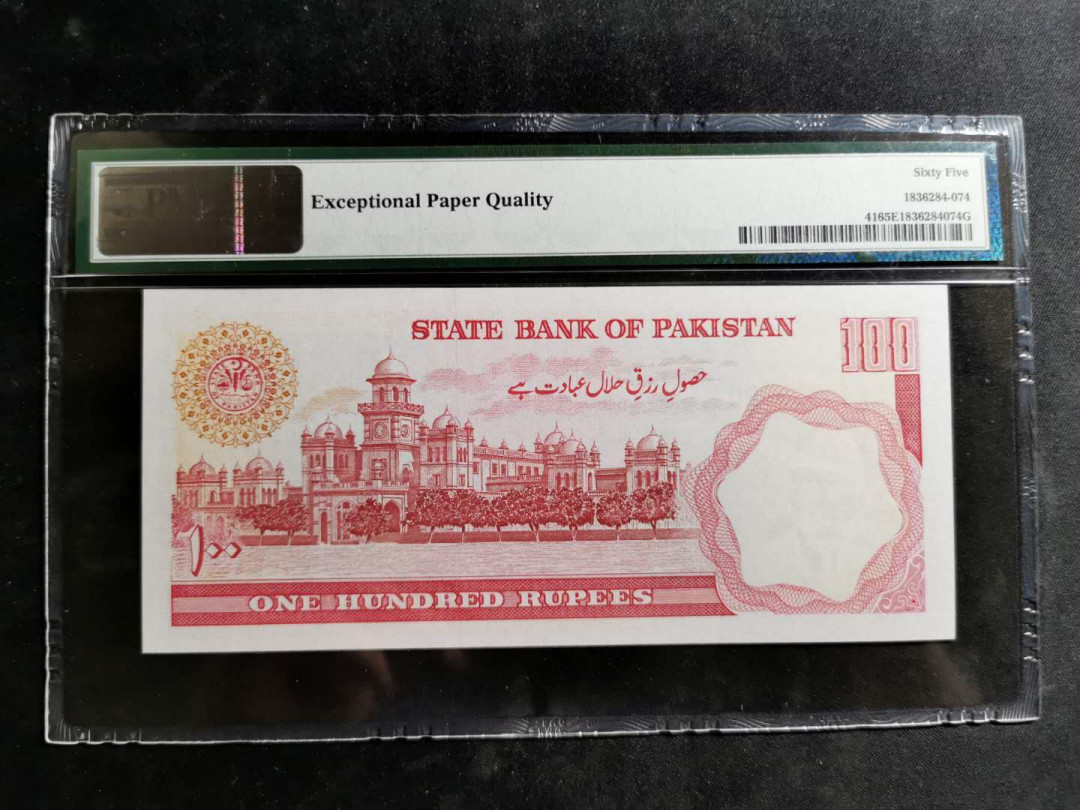 Exceptional Paper Quality
Sixty Five
1836284-074
4165E1836284074G
STATE BANK OF PAKISTAN
100
حصولِ رزقِ حلال عبادت ہے
۱۰۰
ONE HUNDRED RUPEES